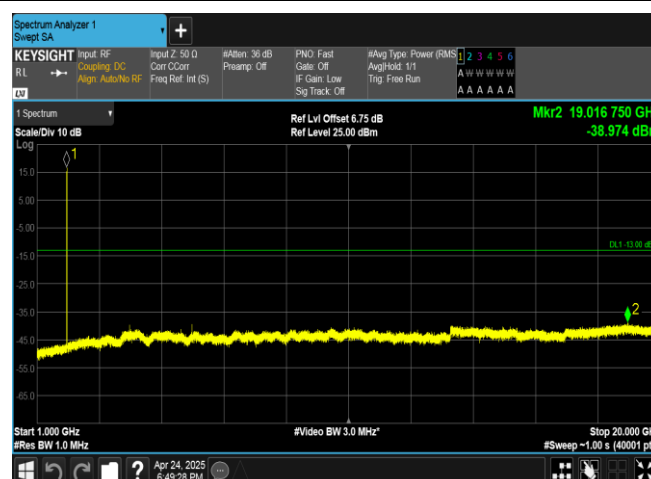 Spectrum Analyzer 1
Swept SA
+
KEYSIGHT Input: RF Input Z: 50 Ω #Atten: 36 dB PNO: Fast #Avg Type: Power (RMS 1 2 3 4 5 6
RL Coupling: DC Corr CCorr Preamp: Off Gate: Off Avg|Hold: 1/1 A W W W W W
Align: Auto/No RF Freq Ref: Int (S) IF Gain: Low Trig: Free Run
LXI Sig Track: Off A A A A A A
1 Spectrum Ref Lvl Offset 6.75 dB Mkr2 19.016 750 GH
Scale/Div 10 dB Ref Level 25.00 dBm -38.974 dB
Log
1
15.0
5.00
-5.00
DL1 -13.00 d
-15.0
-25.0
-35.0
2
-45.0
-55.0
-65.0
Start 1.000 GHz #Video BW 3.0 MHz* Stop 20.000 G
#Res BW 1.0 MHz #Sweep ~1.00 s (40001 pt
? Apr 24, 2025
6:49:28 PM